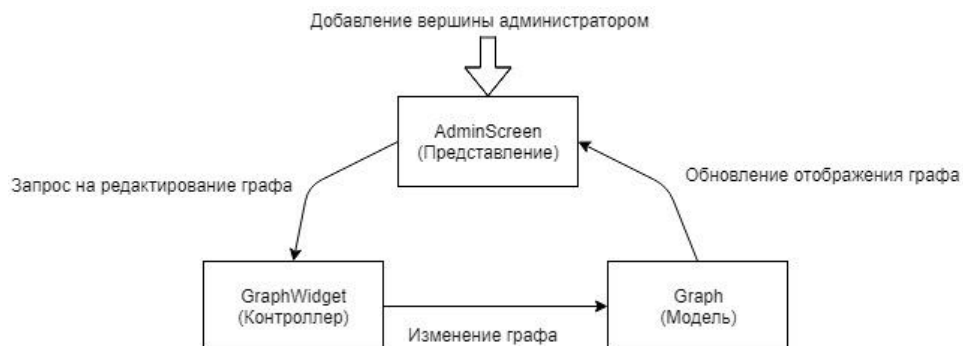 Добавление вершины администратором
AdminScreen
(Представление)
Запрос на редактирование графа
Обновление отображения графа
GraphWidget
(Контроллер)
Изменение графа
Graph
(Модель)